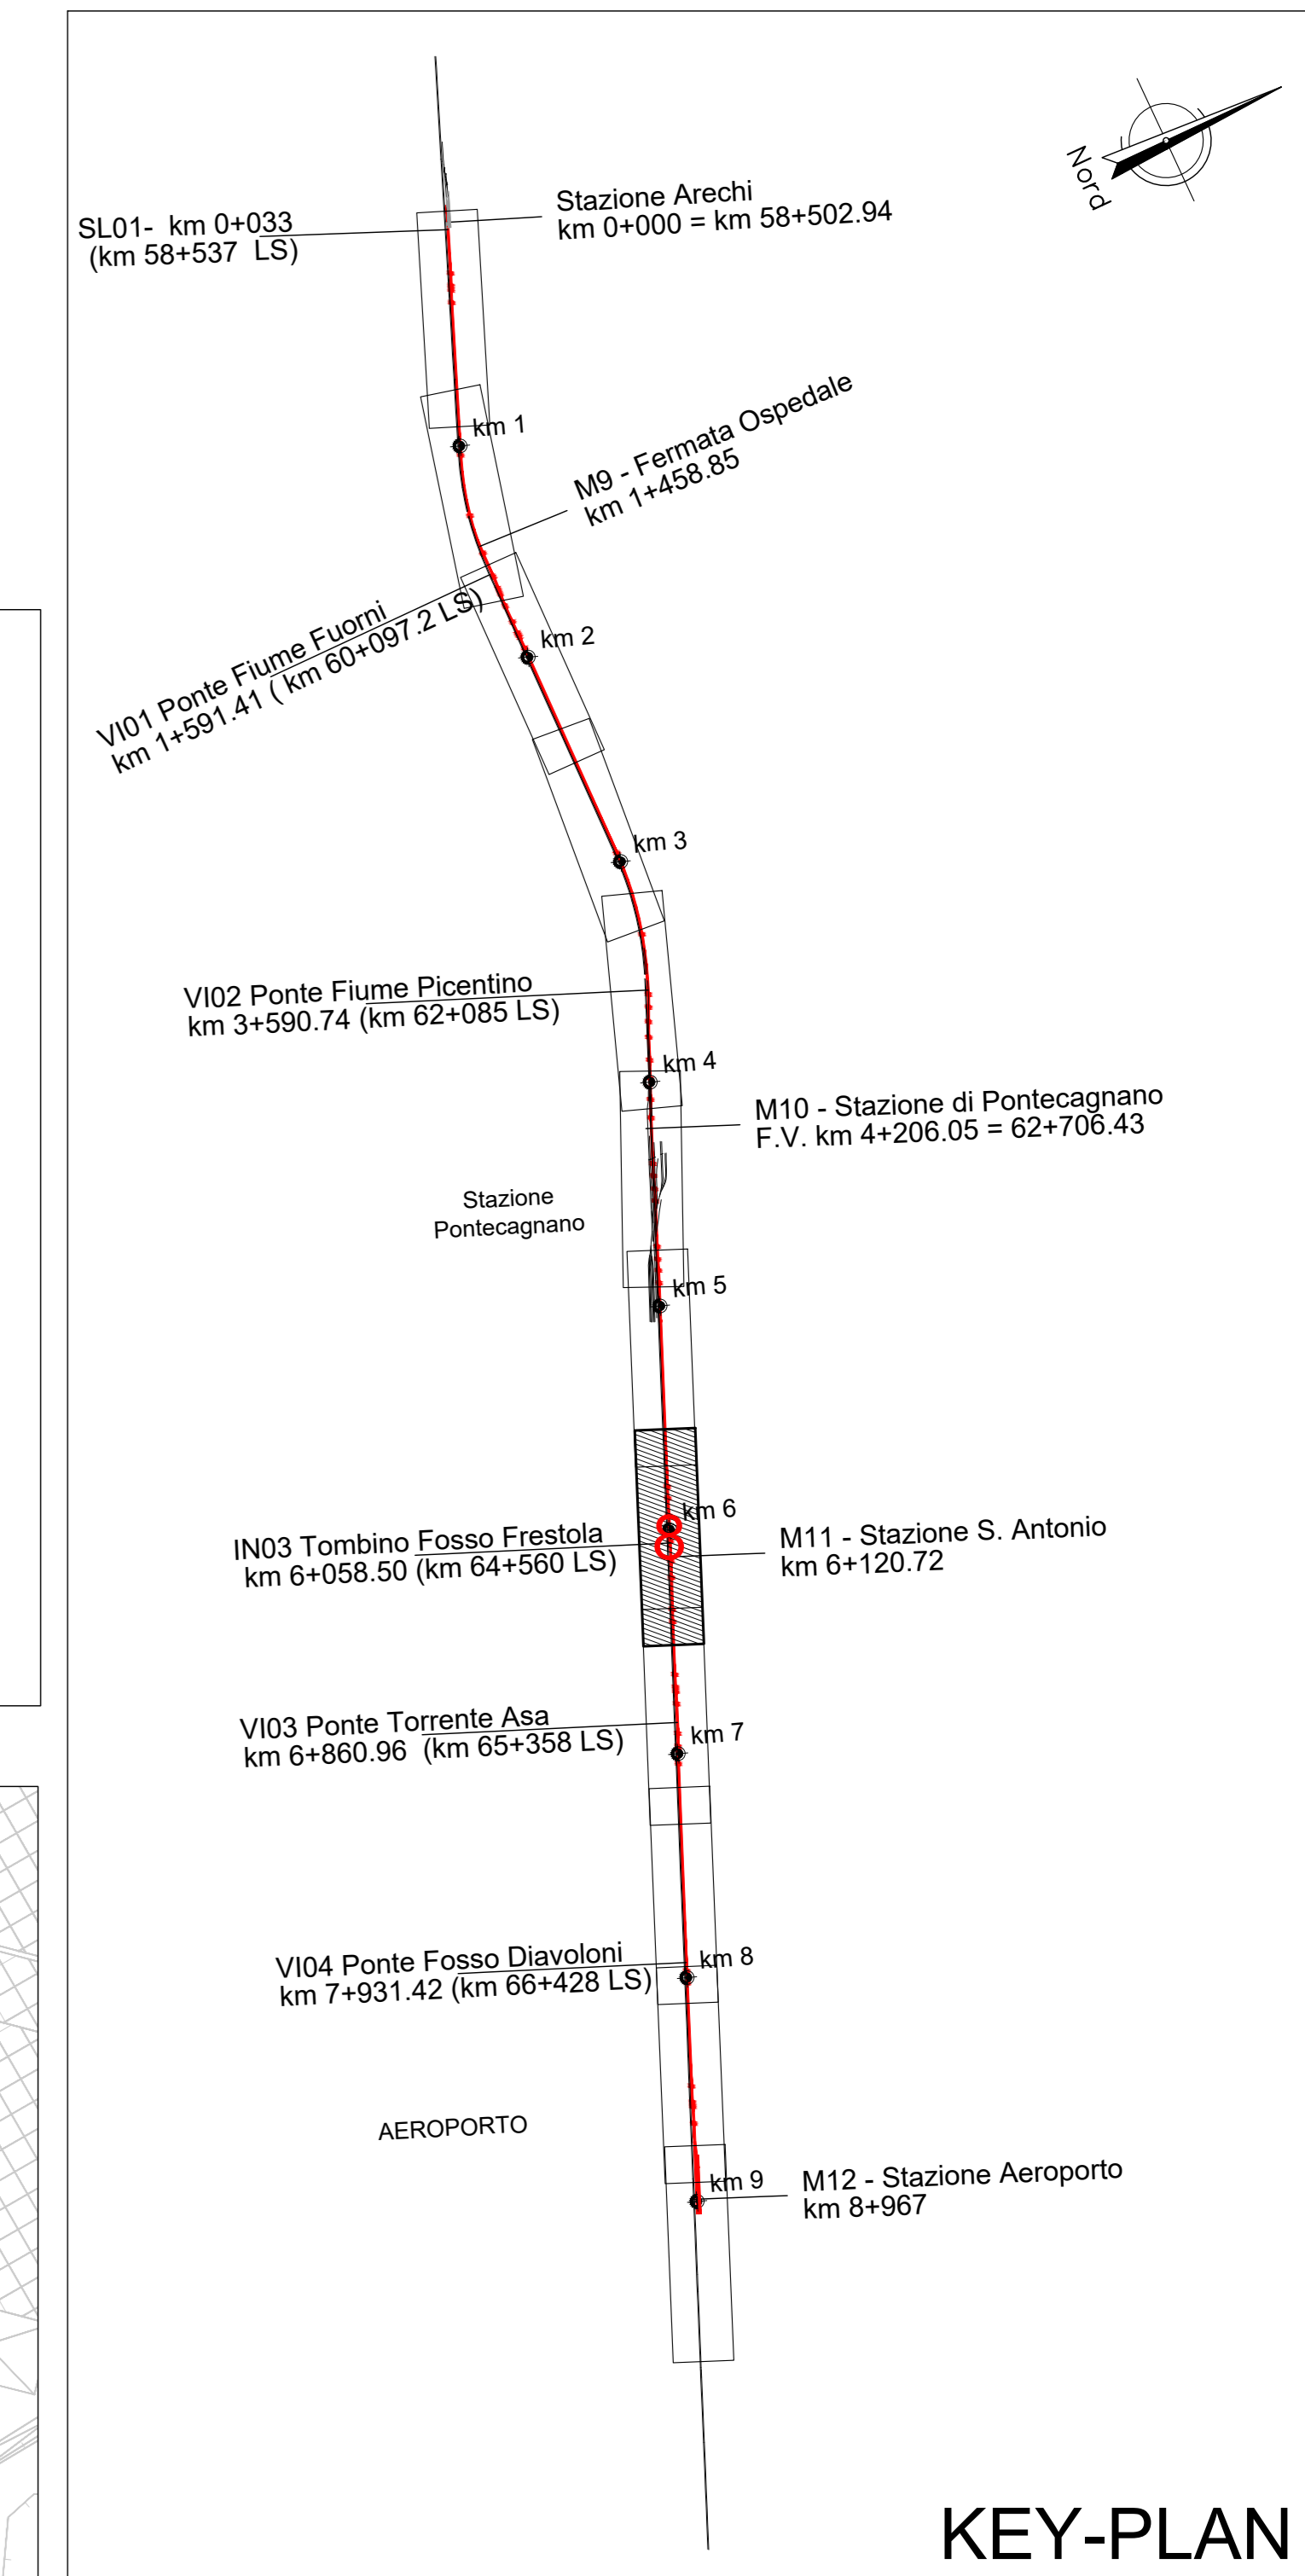 Nord
Stazione Arechi
km 0+000 = km 58+502.94
SL01- km 0+033
(km 58+537 LS)
km 1
M9 - Fermata Ospedale
km 1+458.85
VI01 Ponte Fiume Fuorni
km 1+591.41 ( km 60+097.2 LS)
km 2
km 3
VI02 Ponte Fiume Picentino
km 3+590.74 (km 62+085 LS)
km 4
M10 - Stazione di Pontecagnano
F.V. km 4+206.05 = 62+706.43
Stazione
Pontecagnano
km 5
km 6
IN03 Tombino Fosso Frestola
km 6+058.50 (km 64+560 LS)
M11 - Stazione S. Antonio
km 6+120.72
VI03 Ponte Torrente Asa
km 6+860.96 (km 65+358 LS)
km 7
VI04 Ponte Fosso Diavoloni
km 7+931.42 (km 66+428 LS)
km 8
AEROPORTO
km 9
M12 - Stazione Aeroporto
km 8+967
KEY-PLAN